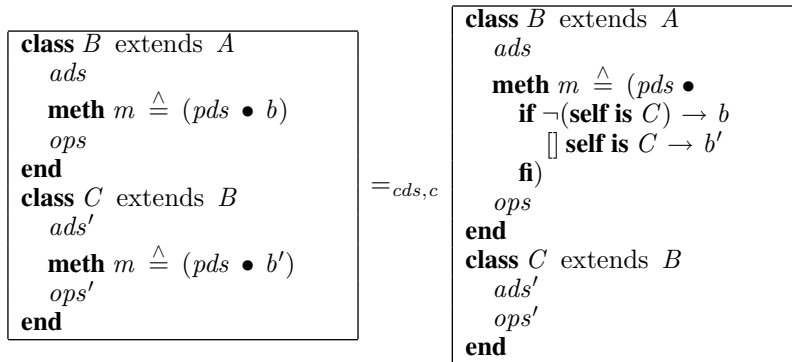 class B extends A
ads
meth m ≙ (pds • b)
ops
end
class C extends B
ads′
meth m ≙ (pds • b′)
ops′
end
=cds,c
class B extends A
ads
meth m ≙ (pds •
if ¬(self is C) → b
[] self is C → b′
fi)
ops
end
class C extends B
ads′
ops′
end